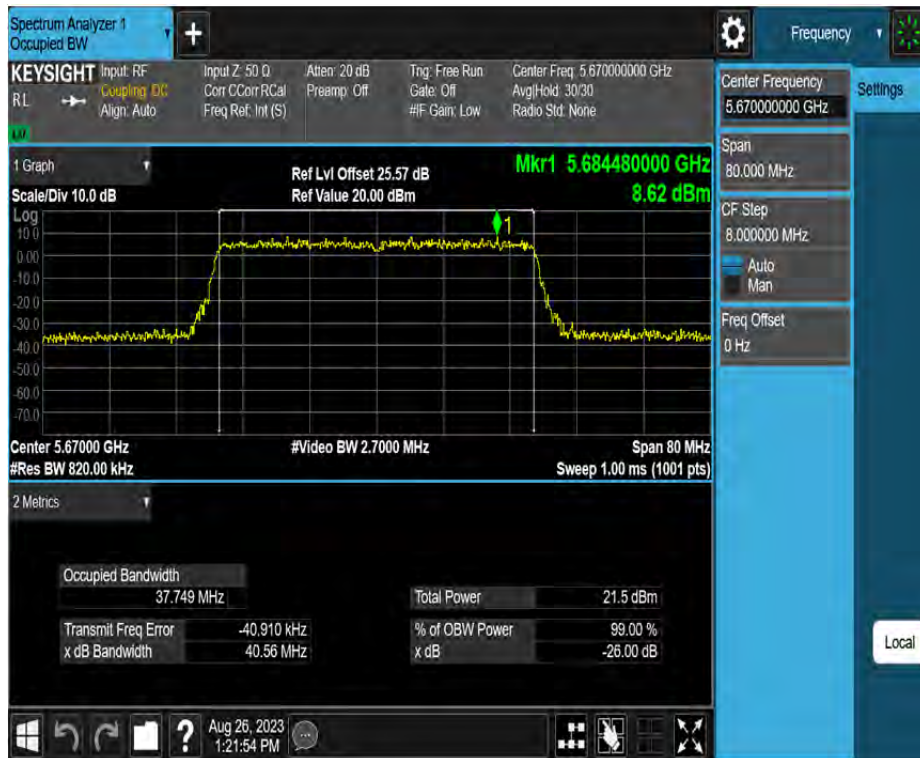 Spectrum Analyzer 1
Occupied BW
+
Frequency
KEYSIGHT
RL
Input: RF
Coupling: DC
Align: Auto
Input Z: 50 Ω
Corr CCorr RCal
Freq Ref: Int (S)
Atten: 20 dB
Preamp: Off
Trig: Free Run
Gate: Off
#IF Gain: Low
Center Freq: 5.670000000 GHz
Avg|Hold: 30/30
Radio Std: None
Center Frequency
5.670000000 GHz
Settings
Span
80.000 MHz
CF Step
8.000000 MHz
Auto
Man
Freq Offset
0 Hz
1 Graph
Scale/Div 10.0 dB
Ref Lvl Offset 25.57 dB
Ref Value 20.00 dBm
Mkr1 5.684480000 GHz
8.62 dBm
Log
10.0
0.00
-10.0
-20.0
-30.0
-40.0
-50.0
-60.0
-70.0
1
Center 5.67000 GHz
#Res BW 820.00 kHz
#Video BW 2.7000 MHz
Span 80 MHz
Sweep 1.00 ms (1001 pts)
2 Metrics
Occupied Bandwidth
37.749 MHz
Transmit Freq Error -40.910 kHz
x dB Bandwidth 40.56 MHz
Total Power 21.5 dBm
% of OBW Power 99.00 %
x dB -26.00 dB
Local
?
Aug 26, 2023
1:21:54 PM